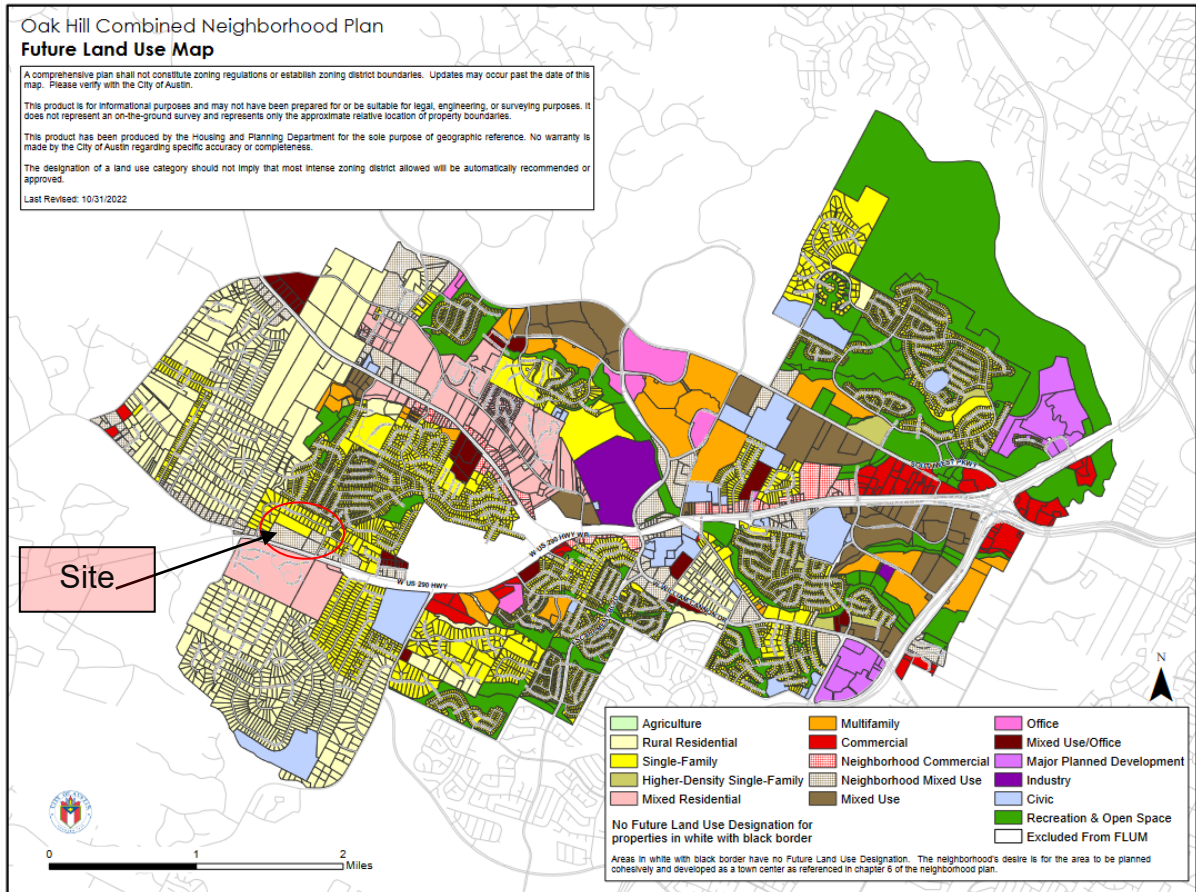 Oak Hill Combined Neighborhood Plan
Future Land Use Map
A comprehensive plan shall not constitute zoning regulations or establish zoning district boundaries. Updates may occur past the date of this
map. Please verify with the City of Austin.
This product is for informational purposes and may not have been prepared for or be suitable for legal, engineering, or surveying purposes. It
does not represent an on-the-ground survey and represents only the approximate relative location of property boundaries.
This product has been produced by the Housing and Planning Department for the sole purpose of geographic reference. No warranty is
made by the City of Austin regarding specific accuracy or completeness.
The designation of a land use category should not imply that most intense zoning district allowed will be automatically recommended or
approved.
Last Revised: 10/31/2022
SOUTHWEST PKWY
W US 290 HWY WB
Site
W US 290 HWY
WILLIAM CANNON DR
N
Agriculture
Rural Residential
Single-Family
Higher-Density Single-Family
Mixed Residential
Multifamily
Commercial
Neighborhood Commercial
Neighborhood Mixed Use
Mixed Use
Office
Mixed Use/Office
Major Planned Development
Industry
Civic
Recreation & Open Space
Excluded From FLUM
No Future Land Use Designation for
properties in white with black border
Areas in white with black border have no Future Land Use Designation. The neighborhood's desire is for the area to be planned
cohesively and developed as a town center as referenced in chapter 6 of the neighborhood plan.
0 1 2
Miles